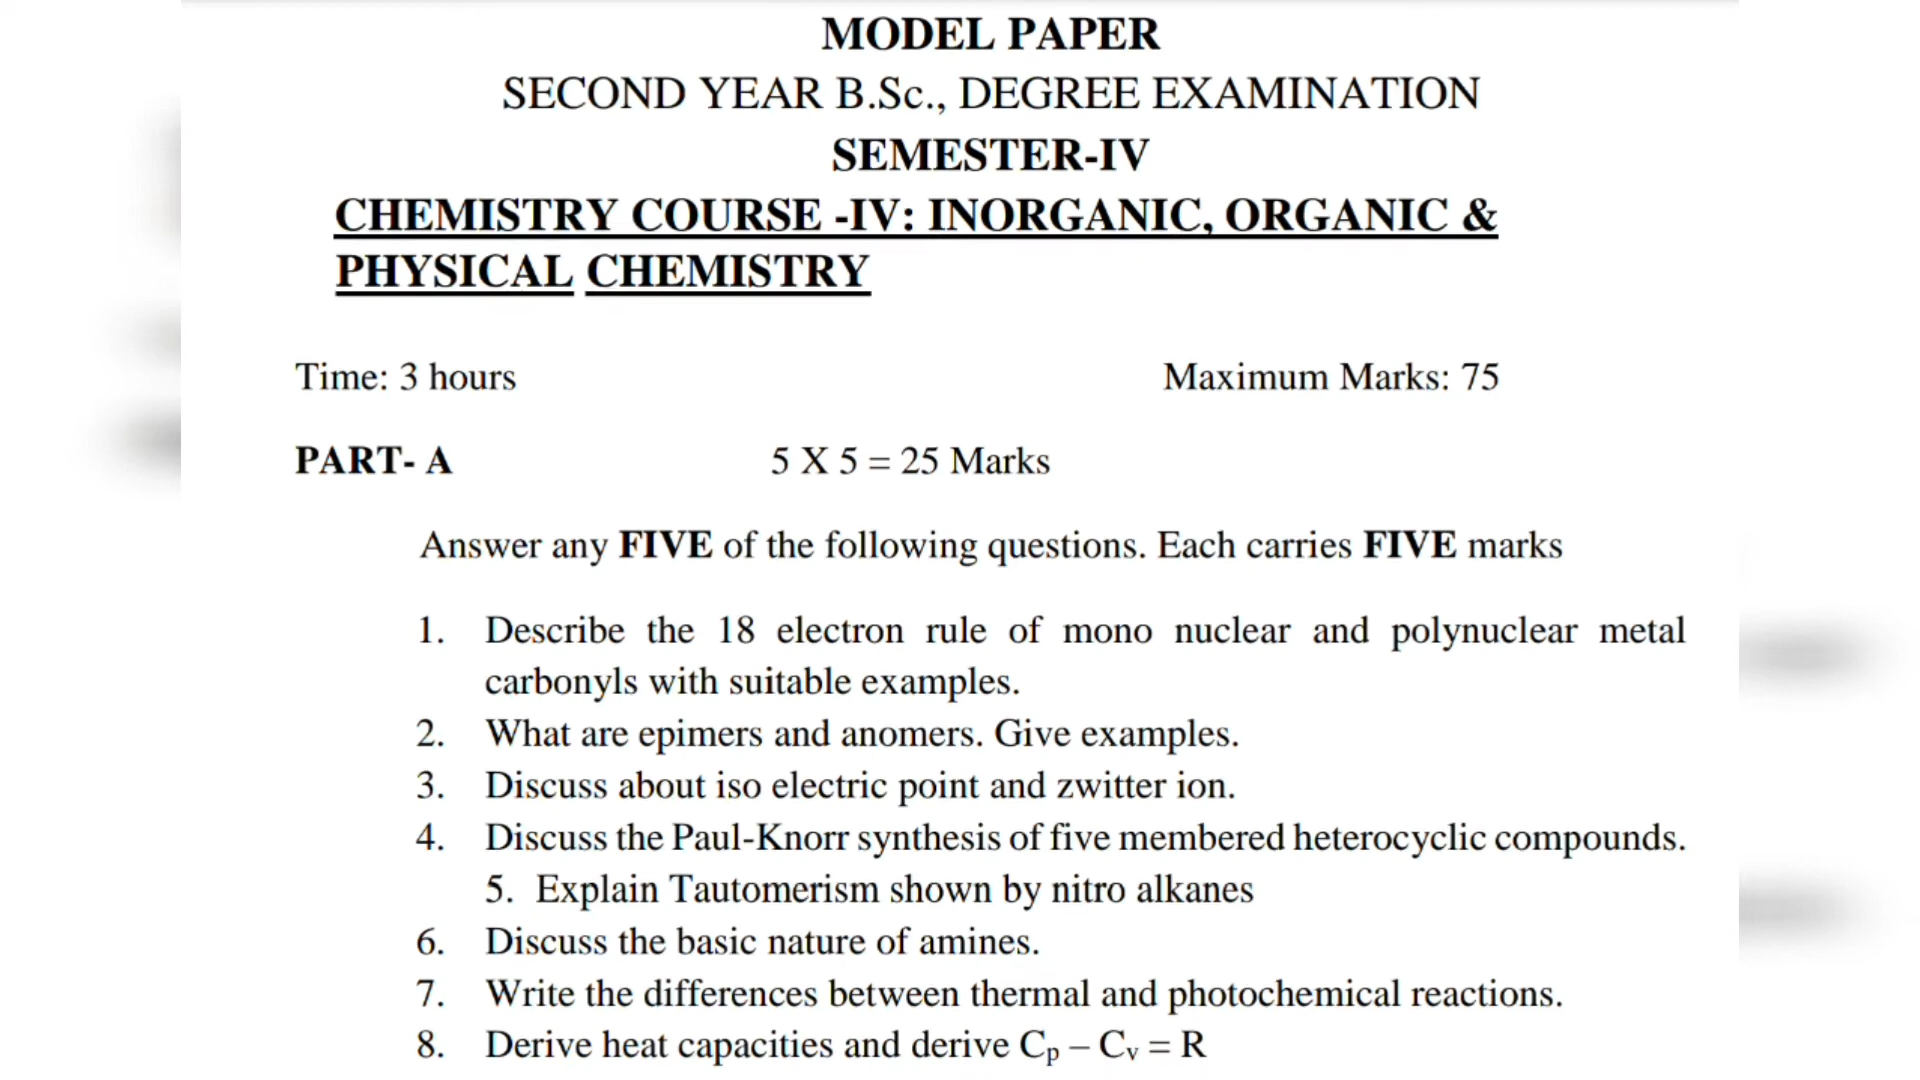 MODEL PAPER
SECOND YEAR B.Sc., DEGREE EXAMINATION
SEMESTER-IV
CHEMISTRY COURSE -IV: INORGANIC, ORGANIC &
PHYSICAL CHEMISTRY
Time: 3 hours Maximum Marks: 75
PART- A 5 X 5 = 25 Marks
Answer any FIVE of the following questions. Each carries FIVE marks
1. Describe the 18 electron rule of mono nuclear and polynuclear metal
carbonyls with suitable examples.
2. What are epimers and anomers. Give examples.
3. Discuss about iso electric point and zwitter ion.
4. Discuss the Paul-Knorr synthesis of five membered heterocyclic compounds.
5. Explain Tautomerism shown by nitro alkanes
6. Discuss the basic nature of amines.
7. Write the differences between thermal and photochemical reactions.
8. Derive heat capacities and derive Cp – Cv = R